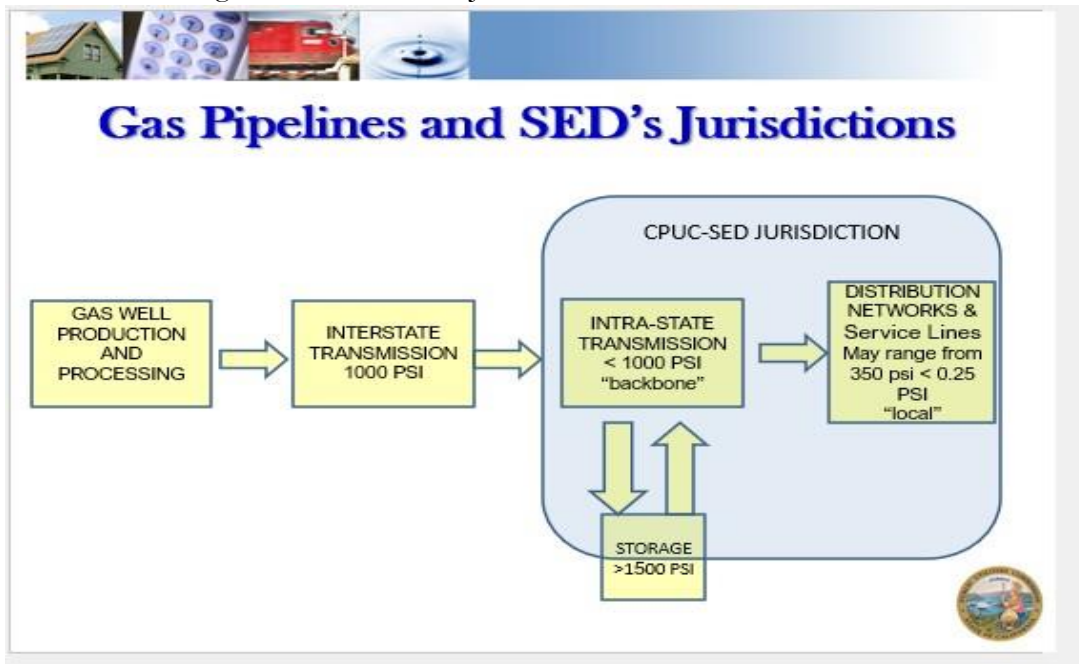 Gas Pipelines and SED's Jurisdictions
CPUC-SED JURISDICTION
GAS WELL
PRODUCTION
AND
PROCESSING
INTERSTATE
TRANSMISSION
1000 PSI
INTRA-STATE
TRANSMISSION
< 1000 PSI
“backbone”
DISTRIBUTION
NETWORKS &
Service Lines
May range from
350 psi < 0.25
PSI
“local”
STORAGE
>1500 PSI